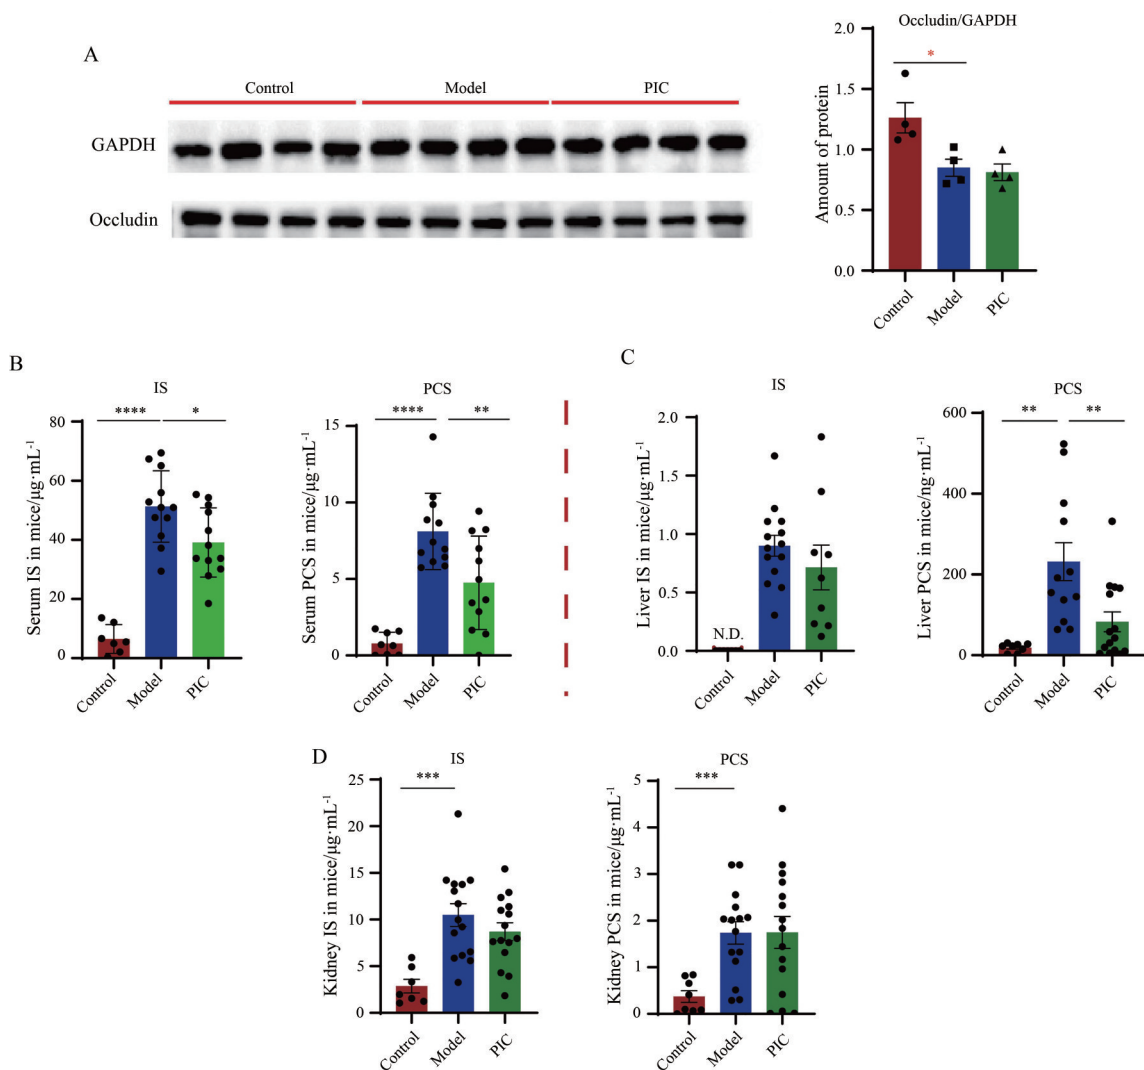 A
Control Model PIC
GAPDH
Occludin
Occludin/GAPDH
Amount of protein
2.0
1.5
1.0
0.5
0.0
*
Control Model PIC
B
IS
Serum IS in mice/μg·mL⁻¹
80
60
40
20
0
**** *
Control Model PIC
PCS
Serum PCS in mice/μg·mL⁻¹
15
10
5
0
**** **
Control Model PIC
C
IS
Liver IS in mice/μg·mL⁻¹
2.0
1.5
1.0
0.5
0.0
N.D.
Control Model PIC
PCS
Liver PCS in mice/ng·mL⁻¹
600
400
200
0
** **
Control Model PIC
D
IS
Kidney IS in mice/μg·mL⁻¹
25
20
15
10
5
0
***
Control Model PIC
PCS
Kidney PCS in mice/μg·mL⁻¹
5
4
3
2
1
0
***
Control Model PIC